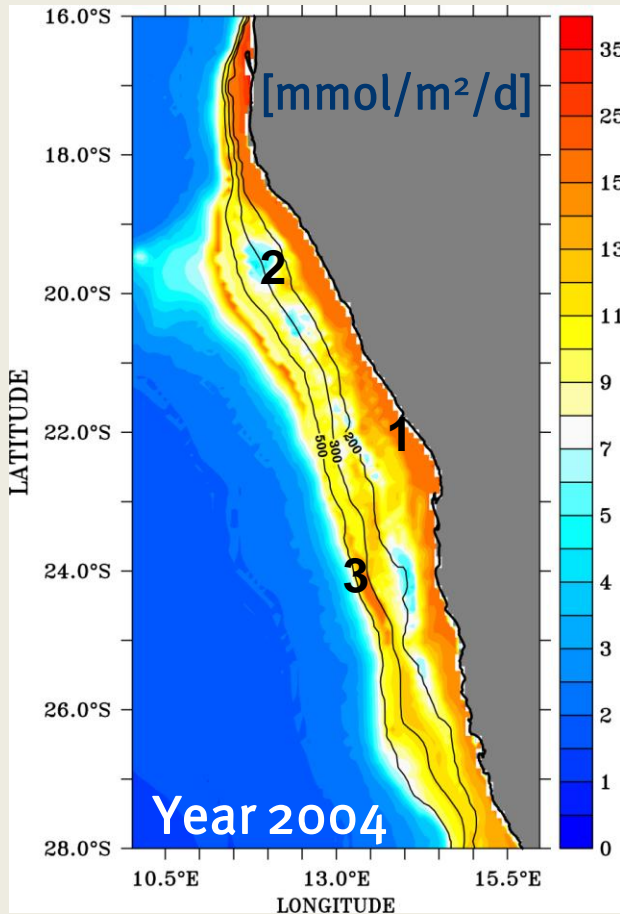 16.0°S
[mmol/m²/d]
18.0°S
2
20.0°S
LATITUDE
1
22.0°S
500
300
200
24.0°S
3
26.0°S
Year 2004
28.0°S
10.5°E
13.0°E
15.5°E
LONGITUDE
35
25
15
13
11
9
7
5
4
3
2
1
0